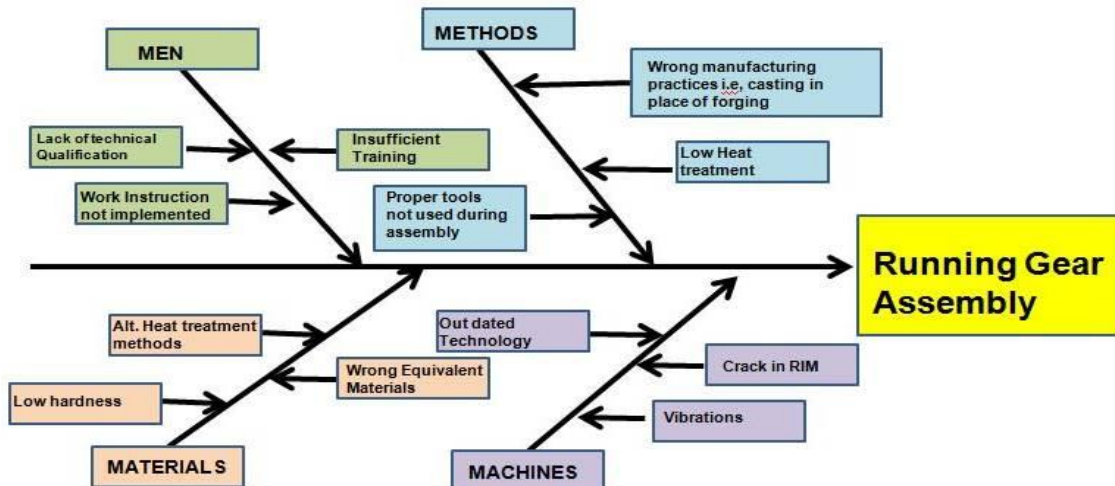 MEN
METHODS
Wrong manufacturing
practices i.e, casting in
place of forging
Lack of technical
Qualification
Insufficient
Training
Low Heat
treatment
Work Instruction
not implemented
Proper tools
not used during
assembly
Running Gear
Assembly
Alt. Heat treatment
methods
Out dated
Technology
Wrong Equivalent
Materials
Crack in RIM
Low hardness
Vibrations
MATERIALS
MACHINES